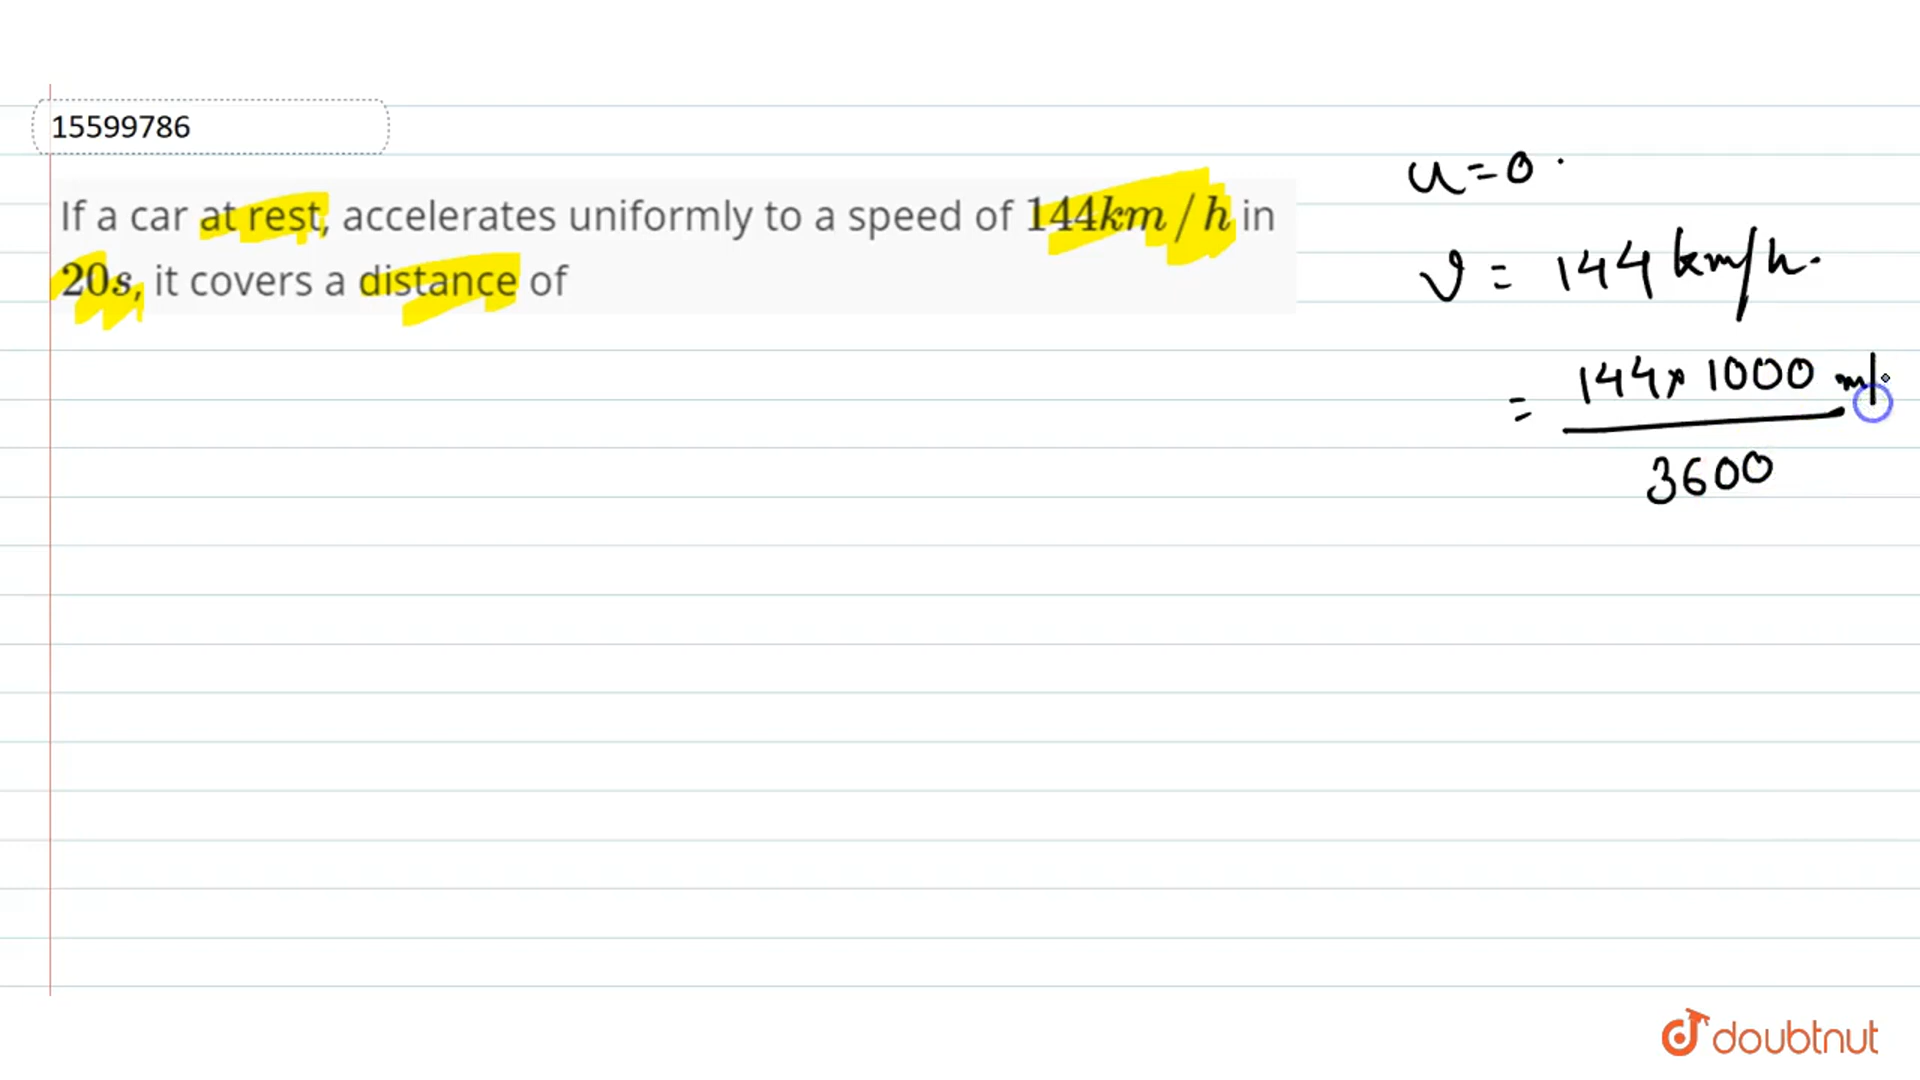 15599786
If a car at rest, accelerates uniformly to a speed of 144km/h in
20s, it covers a distance of
u=0.
v = 144 km/h.
= 144x 1000 m/
3600
doubtnut